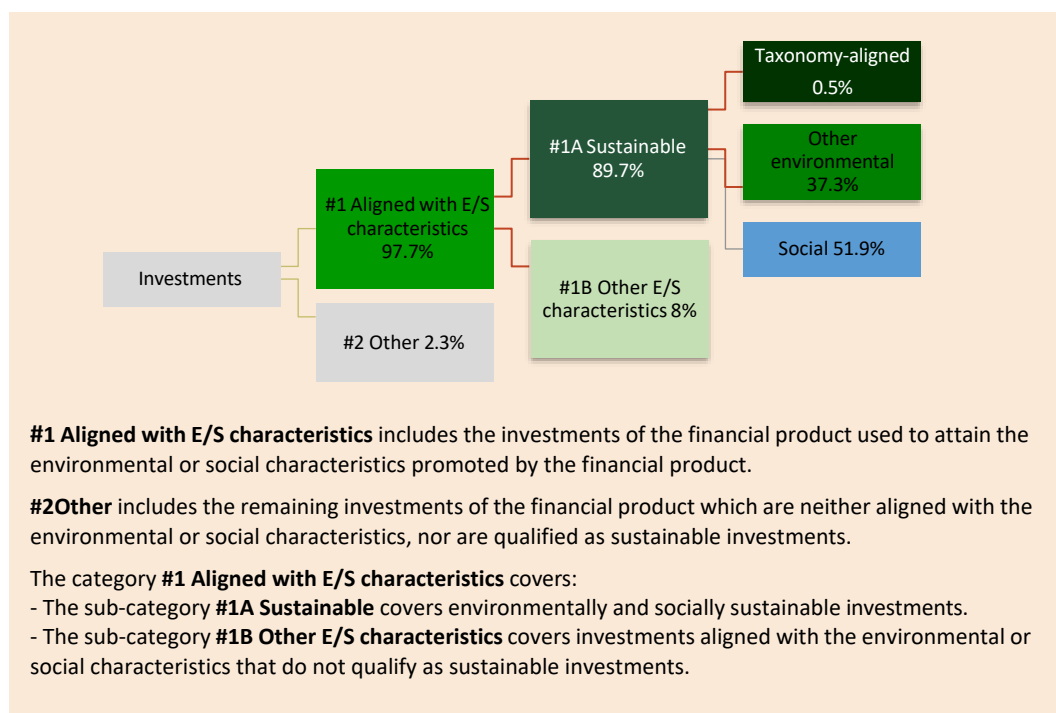 Taxonomy-aligned
0.5%
#1A Sustainable
89.7%
Other
environmental
37.3%
#1 Aligned with E/S
characteristics
97.7%
Social 51.9%
Investments
#1B Other E/S
characteristics 8%
#2 Other 2.3%
#1 Aligned with E/S characteristics includes the investments of the financial product used to attain the
environmental or social characteristics promoted by the financial product.
#2Other includes the remaining investments of the financial product which are neither aligned with the
environmental or social characteristics, nor are qualified as sustainable investments.
The category #1 Aligned with E/S characteristics covers:
- The sub-category #1A Sustainable covers environmentally and socially sustainable investments.
- The sub-category #1B Other E/S characteristics covers investments aligned with the environmental or
social characteristics that do not qualify as sustainable investments.